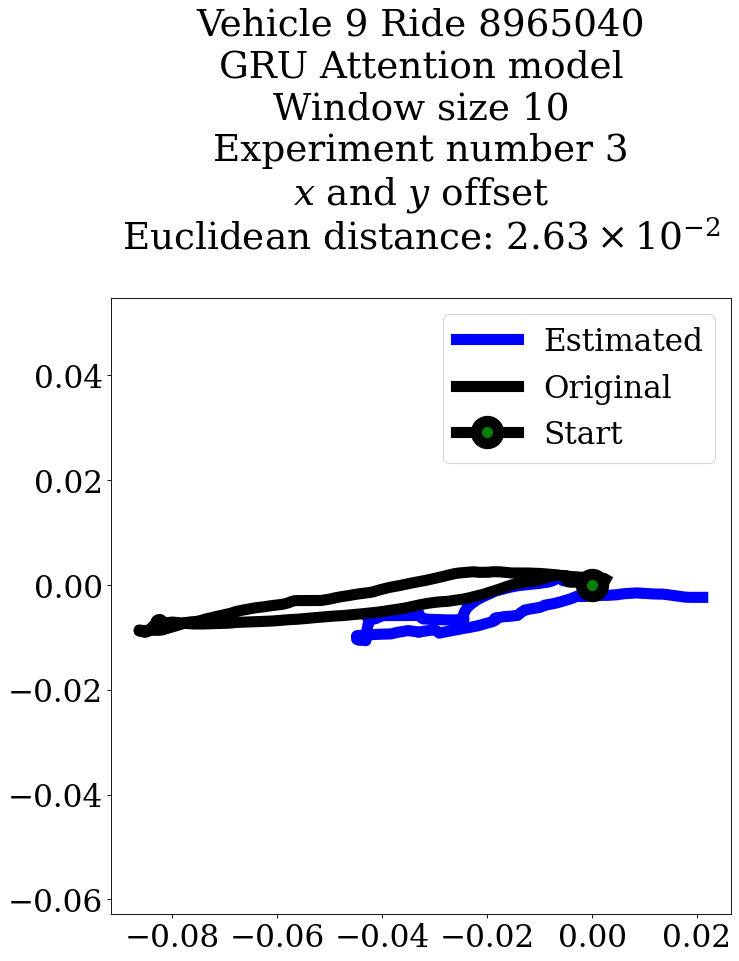 Vehicle 9 Ride 8965040
GRU Attention model
Window size 10
Experiment number 3
x and y offset
Euclidean distance: 2.63 × 10⁻²
Estimated
Original
Start
0.04
0.02
0.00
−0.02
−0.04
−0.06
−0.08 −0.06 −0.04 −0.02 0.00 0.02